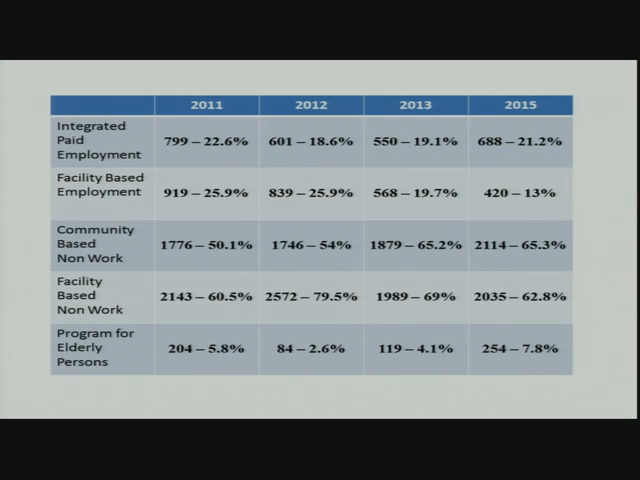 2011 2012 2013 2015
Integrated
Paid
Employment
799 – 22.6% 601 – 18.6% 550 – 19.1% 688 – 21.2%
Facility Based
Employment
919 – 25.9% 839 – 25.9% 568 – 19.7% 420 – 13%
Community
Based
Non Work
1776 – 50.1% 1746 – 54% 1879 – 65.2% 2114 – 65.3%
Facility
Based
Non Work
2143 – 60.5% 2572 – 79.5% 1989 – 69% 2035 – 62.8%
Program for
Elderly
Persons
204 – 5.8% 84 – 2.6% 119 – 4.1% 254 – 7.8%